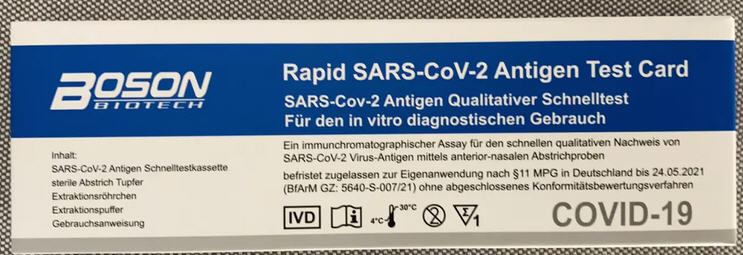 BOSON
BIOTECH
Rapid SARS-CoV-2 Antigen Test Card
SARS-Cov-2 Antigen Qualitativer Schnelltest
Für den in vitro diagnostischen Gebrauch
Inhalt:
SARS-CoV-2 Antigen Schnelltestkassette
sterile Abstrich Tupfer
Extraktionsröhrchen
Extraktionspuffer
Gebrauchsanweisung
Ein immunchromatographischer Assay für den schnellen qualitativen Nachweis von
SARS-CoV-2 Virus-Antigen mittels anterior-nasalen Abstrichproben
befristet zugelassen zur Eigenanwendung nach §11 MPG in Deutschland bis 24.05.2021
(BfArM GZ: 5640-S-007/21) ohne abgeschlossenes Konformitätsbewertungsverfahren
IVD i 4°C 30°C 2 Σ 1
COVID-19